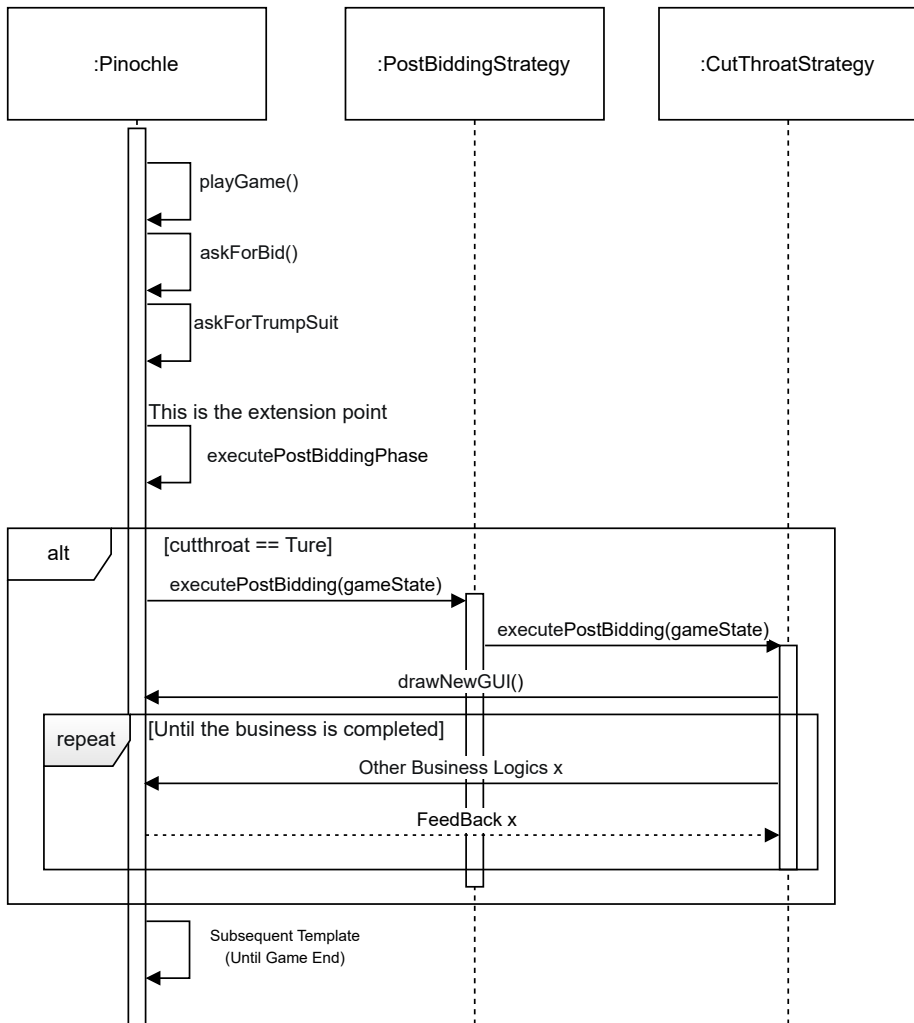 :Pinochle
:PostBiddingStrategy
:CutThroatStrategy
playGame()
askForBid()
askForTrumpSuit
This is the extension point
executePostBiddingPhase
alt
[cutthroat == Ture]
executePostBidding(gameState)
executePostBidding(gameState)
drawNewGUI()
repeat
[Until the business is completed]
Other Business Logics x
FeedBack x
Subsequent Template
(Until Game End)